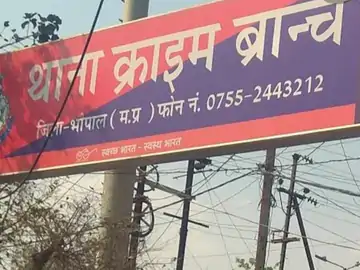 थाना क्राइम ब्रान्च
जिला-भोपाल ( म.प्र ) फोन नं. 0755-2443212
स्वच्छ भारत - स्वस्थ भारत